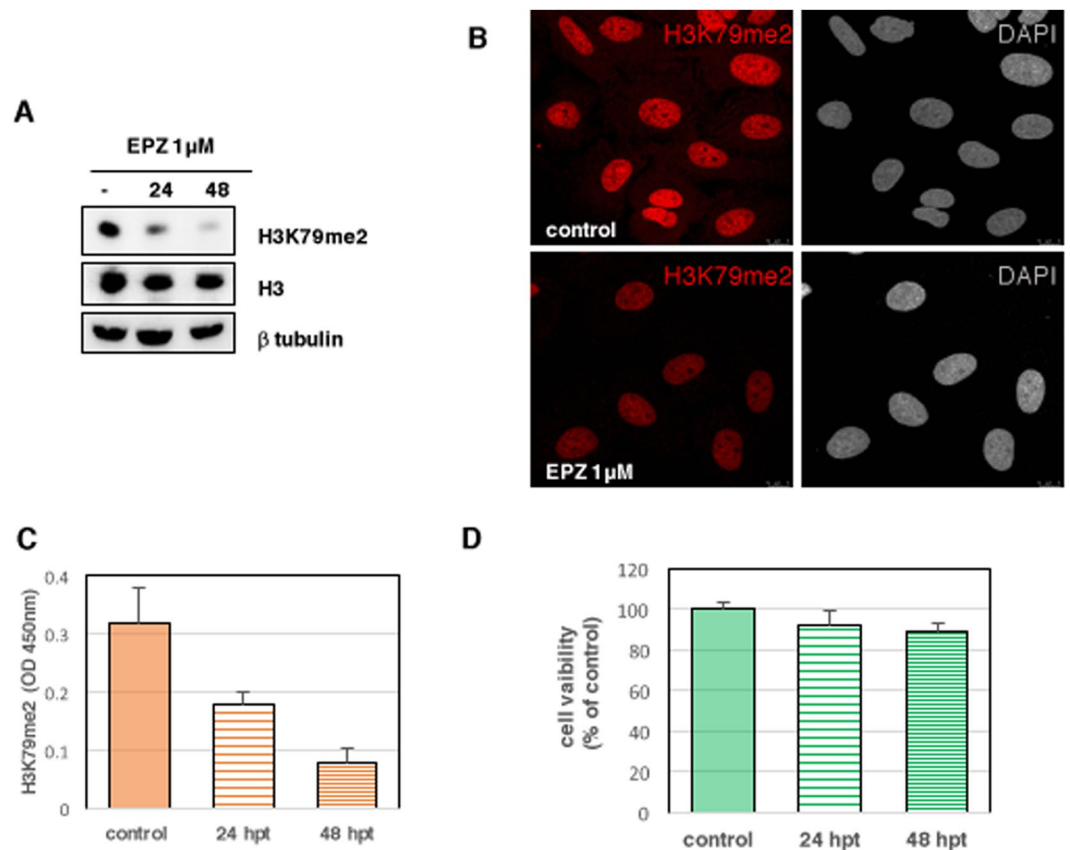 A
EPZ 1µM
- 24 48
H3K79me2
H3
β tubulin
B
H3K79me2
DAPI
control
H3K79me2
DAPI
EPZ 1µM
C
H3K79me2 (OD 450nm)
0.4
0.3
0.2
0.1
0
control 24 hpt 48 hpt
D
cell vaibility
(% of control)
120
100
80
60
40
20
0
control 24 hpt 48 hpt